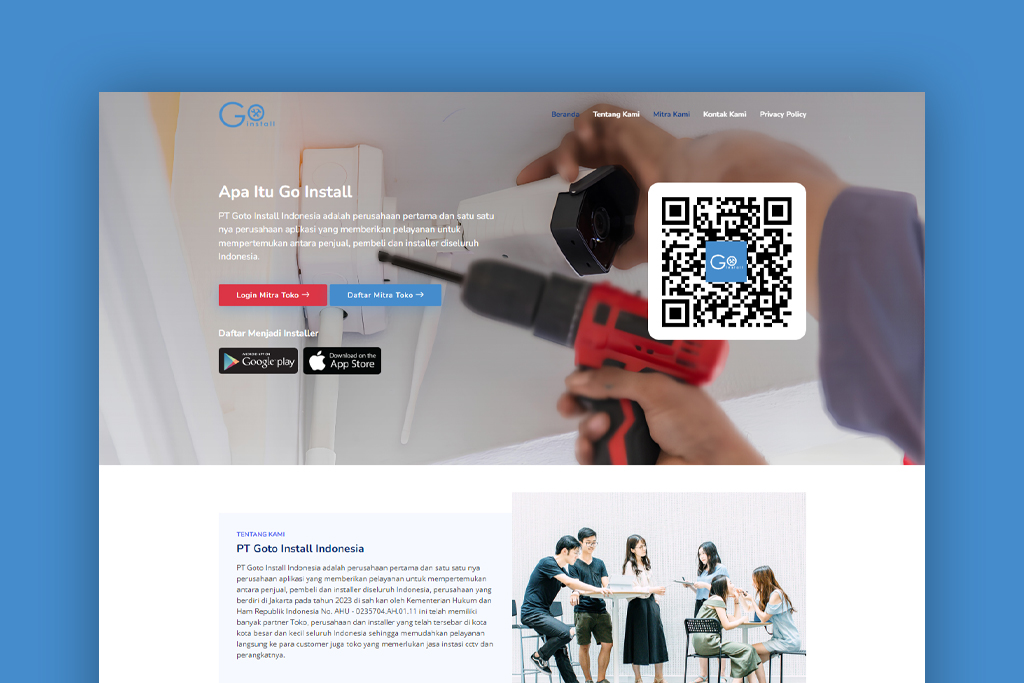 Go
install
Beranda Tentang Kami Mitra Kami Kontak Kami Privacy Policy
Apa Itu Go Install
PT Goto Install Indonesia adalah perusahaan pertama dan satu satu
nya perusahaan aplikasi yang memberikan pelayanan untuk
mempertemukan antara penjual, pembeli dan installer diseluruh
Indonesia.
Login Mitra Toko →
Daftar Mitra Toko →
Go
install
Daftar Menjadi Installer
ANDROID APP ON
Google play
Download on the
App Store
TENTANG KAMI
PT Goto Install Indonesia
PT Goto Install Indonesia adalah perusahaan pertama dan satu satu nya
perusahaan aplikasi yang memberikan pelayanan untuk mempertemukan
antara penjual, pembeli dan installer diseluruh Indonesia, perusahaan yang
berdiri di Jakarta pada tahun 2023 di sah kan oleh Kementerian Hukum dan
Ham Republik Indonesia No. AHU - 0235704.AH.01.11 ini telah memiliki
banyak partner Toko, perusahaan dan installer yang telah tersebar di kota
kota besar dan kecil seluruh indonesia sehingga memudahkan pelayanan
langsung ke para customer juga toko yang memerlukan jasa instasi cctv dan
perangkatnya.